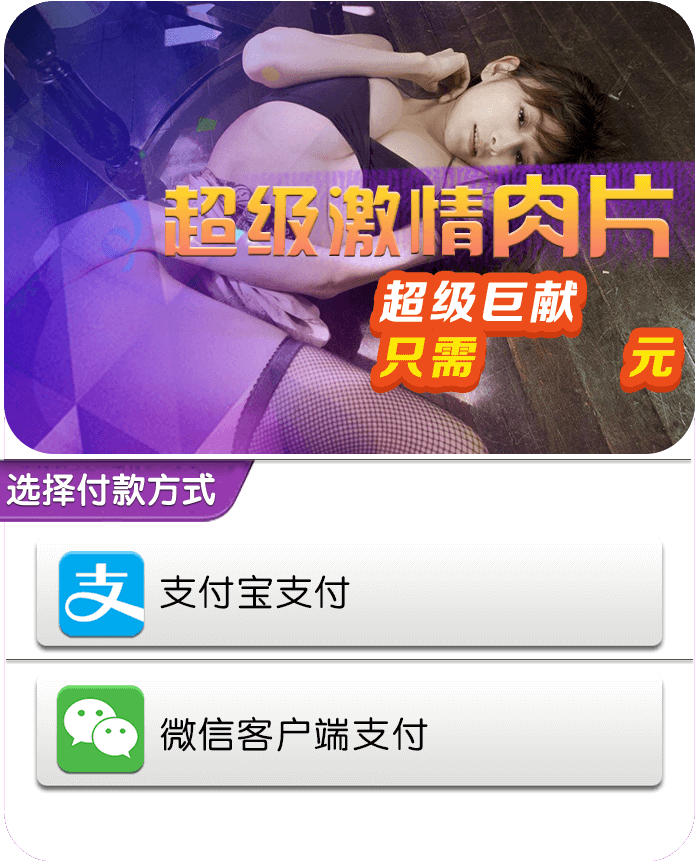 超级激情肉片
超级巨献
只需 元
选择付款方式
支付宝支付
微信客户端支付